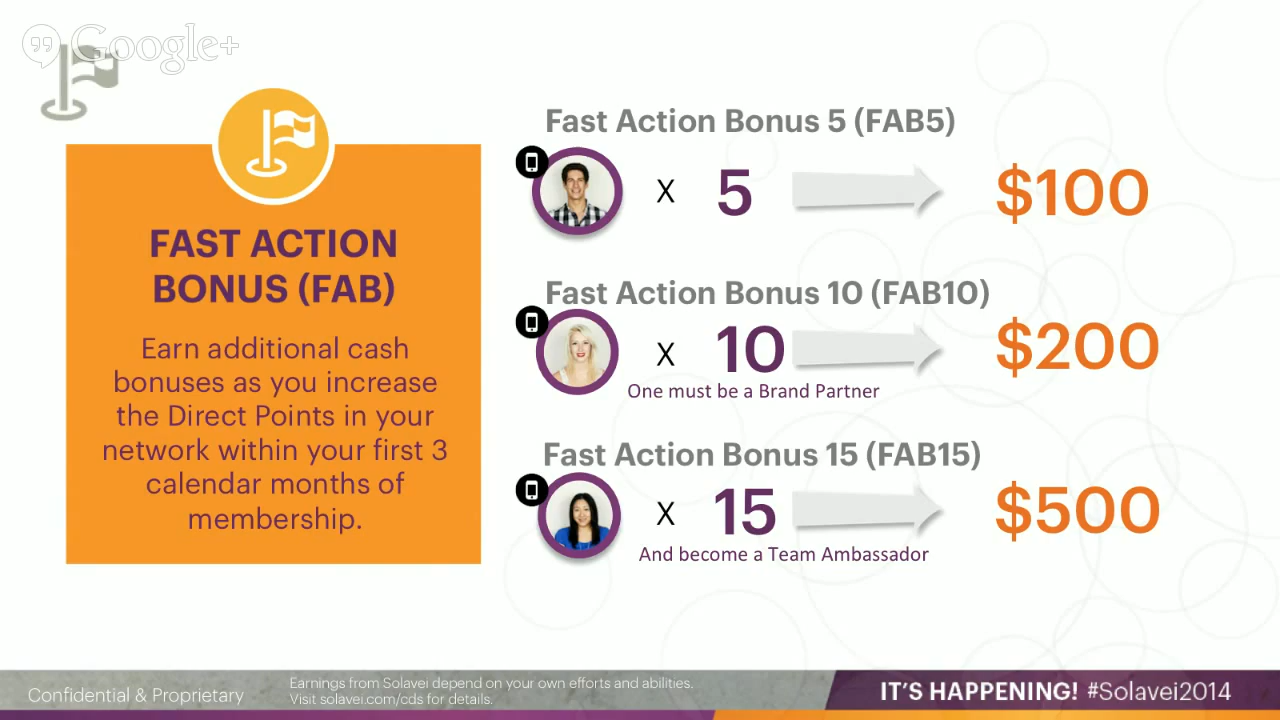 Google+
FAST ACTION
BONUS (FAB)
Earn additional cash
bonuses as you increase
the Direct Points in your
network within your first 3
calendar months of
membership.
Fast Action Bonus 5 (FAB5)
x 5 $100
Fast Action Bonus 10 (FAB10)
x 10 $200
One must be a Brand Partner
Fast Action Bonus 15 (FAB15)
x 15 $500
And become a Team Ambassador
Confidential & Proprietary
Earnings from Solavei depend on your own efforts and abilities.
Visit solavei.com/cds for details.
IT'S HAPPENING! #Solavei2014